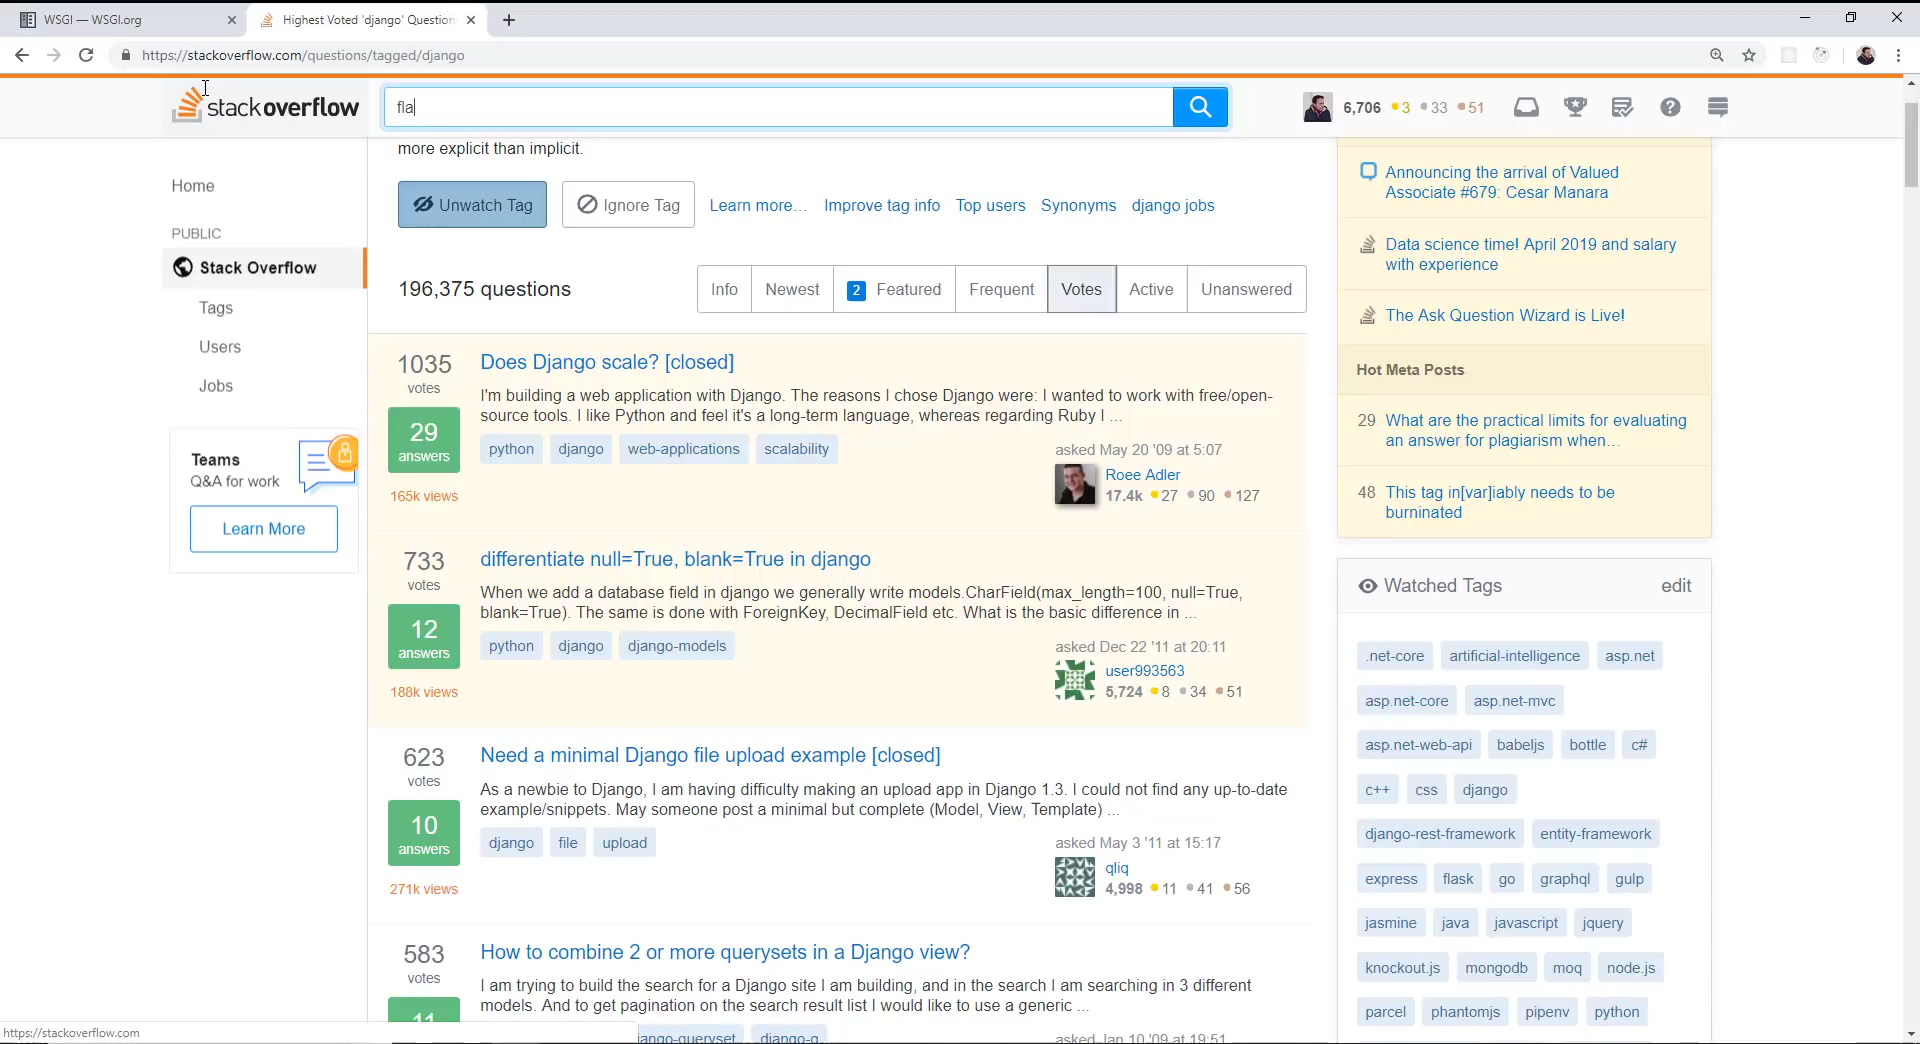 WSGI — WSGI.org
Highest Voted 'django' Question
https://stackoverflow.com/questions/tagged/django
stackoverflow
fla
6,706 3 33 51
more explicit than implicit.
Unwatch Tag
Ignore Tag
Learn more…
Improve tag info
Top users
Synonyms
django jobs
Home
PUBLIC
Stack Overflow
Tags
Users
Jobs
Teams
Q&A for work
Learn More
196,375 questions
Info
Newest
2 Featured
Frequent
Votes
Active
Unanswered
1035
votes
29
answers
165k views
Does Django scale? [closed]
I'm building a web application with Django. The reasons I chose Django were: I wanted to work with free/open-
source tools. I like Python and feel it's a long-term language, whereas regarding Ruby I ...
python django web-applications scalability
asked May 20 '09 at 5:07
Roee Adler
17.4k 27 90 127
733
votes
12
answers
188k views
differentiate null=True, blank=True in django
When we add a database field in django we generally write models.CharField(max_length=100, null=True,
blank=True). The same is done with ForeignKey, DecimalField etc. What is the basic difference in ...
python django django-models
asked Dec 22 '11 at 20:11
user993563
5,724 8 34 51
623
votes
10
answers
271k views
Need a minimal Django file upload example [closed]
As a newbie to Django, I am having difficulty making an upload app in Django 1.3. I could not find any up-to-date
example/snippets. May someone post a minimal but complete (Model, View, Template) ...
django file upload
asked May 3 '11 at 15:17
qliq
4,998 11 41 56
583
votes
11
How to combine 2 or more querysets in a Django view?
I am trying to build the search for a Django site I am building, and in the search I am searching in 3 different
models. And to get pagination on the search result list I would like to use a generic ...
asked Jan 10 '09 at 19:51
Announcing the arrival of Valued
Associate #679: Cesar Manara
Data science time! April 2019 and salary
with experience
The Ask Question Wizard is Live!
Hot Meta Posts
29 What are the practical limits for evaluating
an answer for plagiarism when…
48 This tag in[var]iably needs to be
burninated
Watched Tags
edit
.net-core artificial-intelligence asp.net
asp.net-core asp.net-mvc
asp.net-web-api babeljs bottle c#
c++ css django
django-rest-framework entity-framework
express flask go graphql gulp
jasmine java javascript jquery
knockout.js mongodb moq node.js
parcel phantomjs pipenv python
https://stackoverflow.com